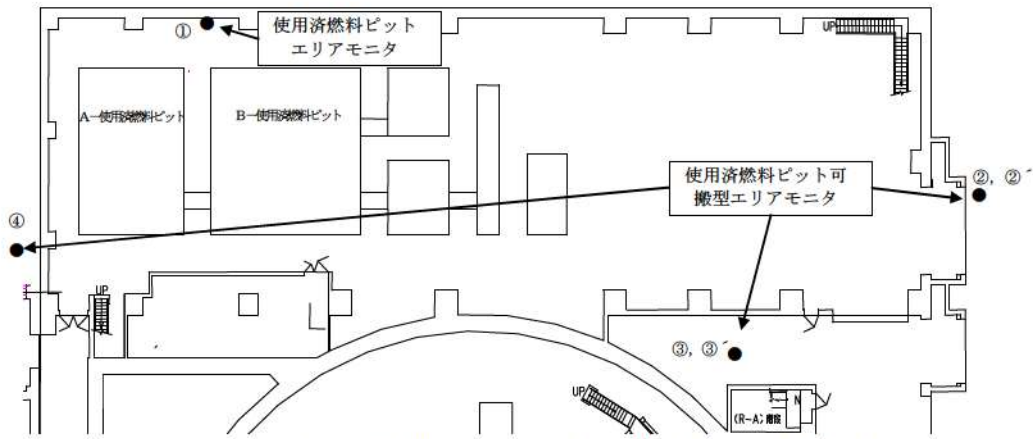 ①
使用済燃料ピット
エリアモニタ
UP
A-使用済燃料ピット
B-使用済燃料ピット
使用済燃料ピット可
搬型エリアモニタ
②, ②´
④
UP
③, ③´
UP
N
(R-A)階段